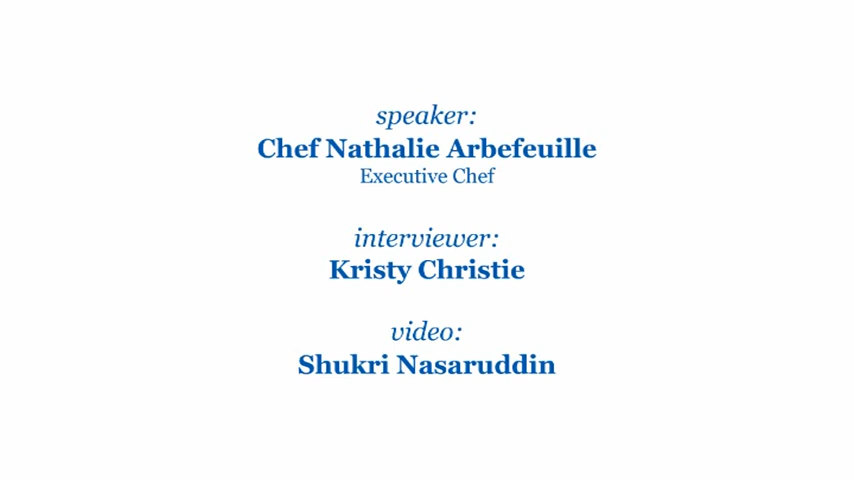 speaker:
Chef Nathalie Arbefeuille
Executive Chef
interviewer:
Kristy Christie
video:
Shukri Nasaruddin